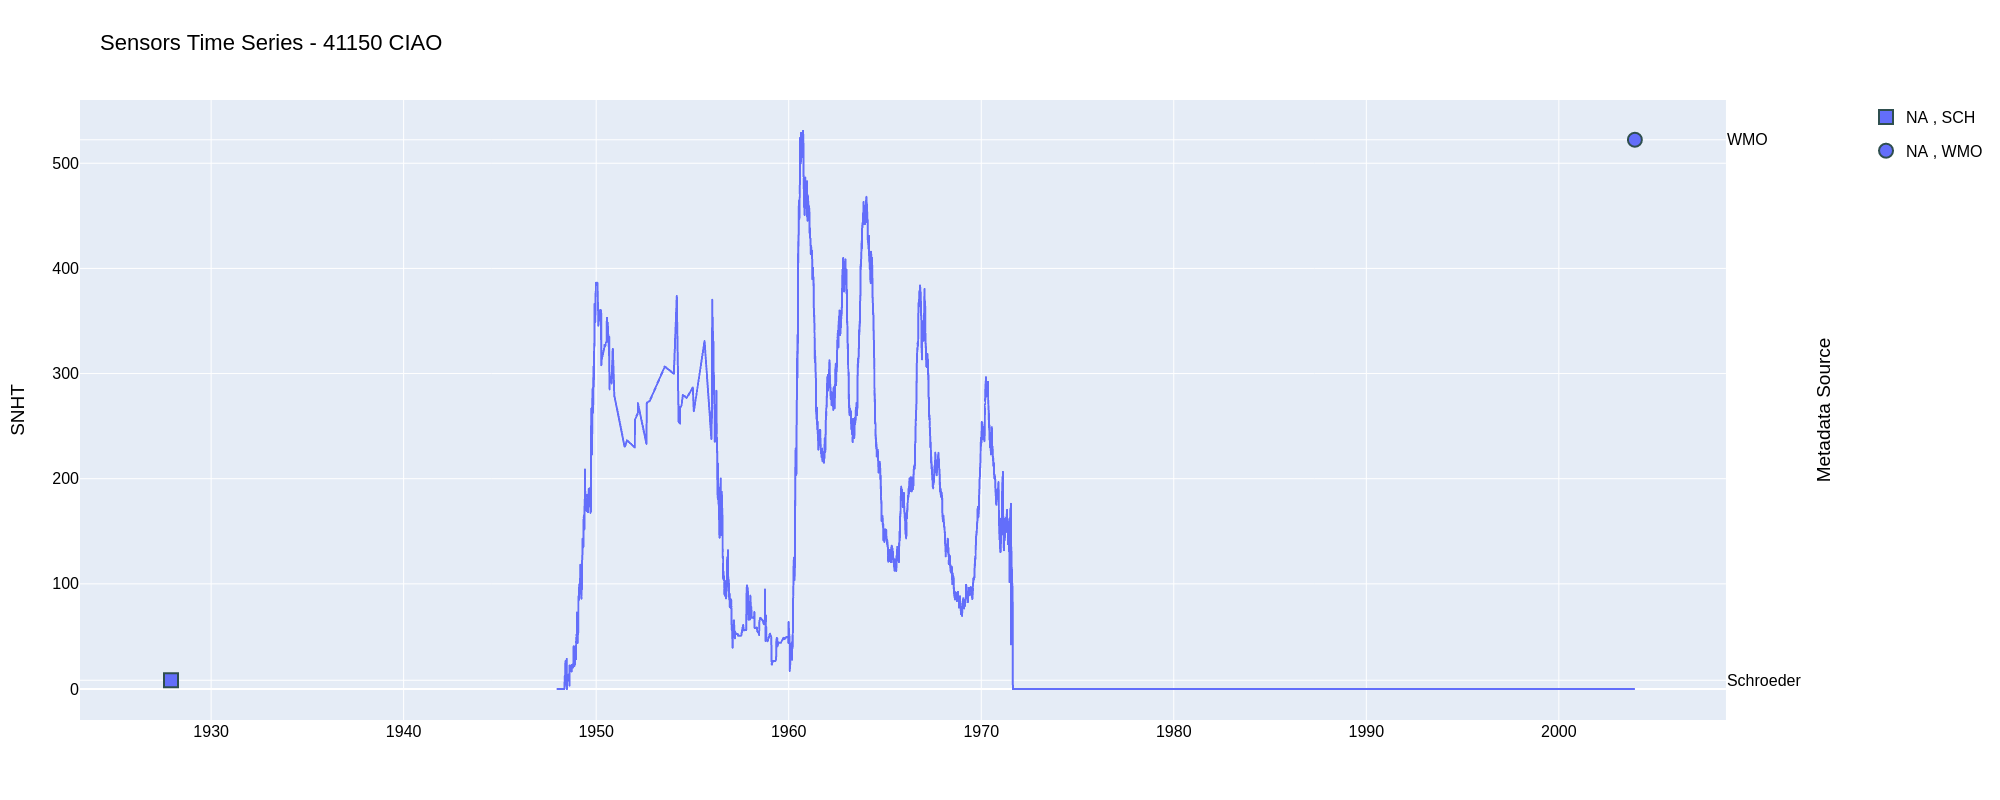 Sensors Time Series - 41150 CIAO
NA , SCH
NA , WMO
WMO
Schroeder
Metadata Source
SNHT
500
400
300
200
100
0
1930
1940
1950
1960
1970
1980
1990
2000